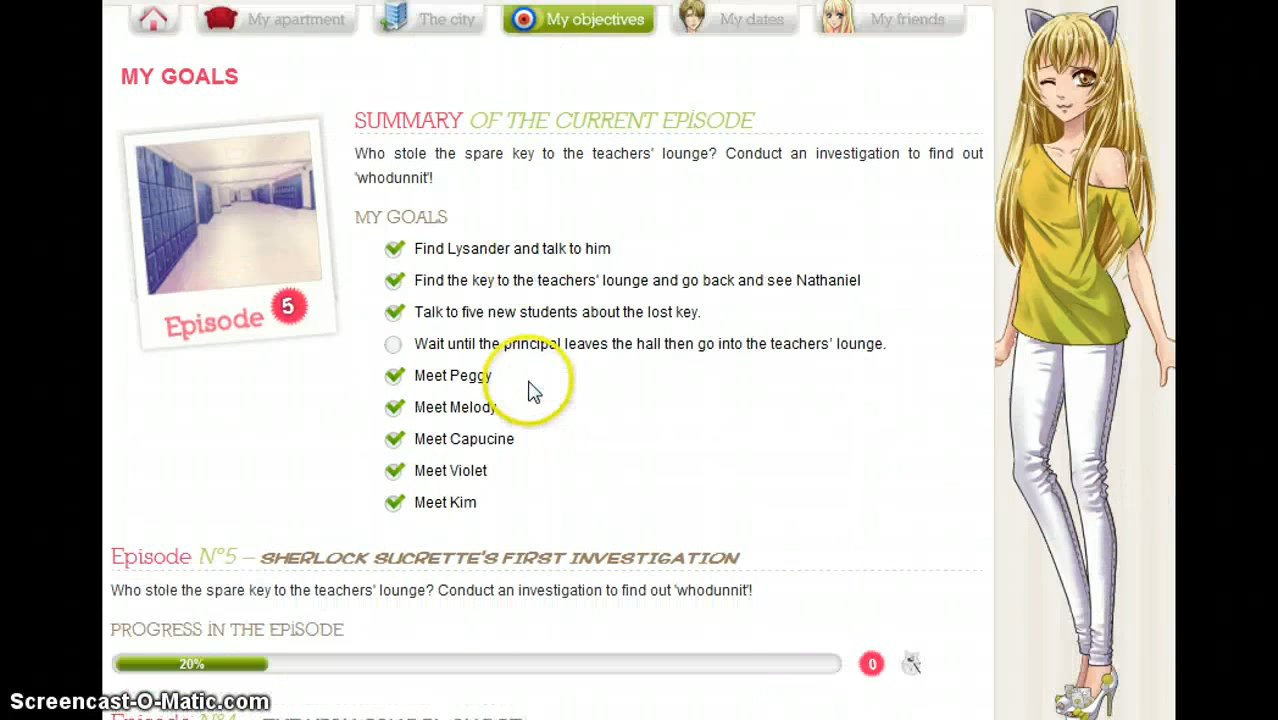 My apartment
The city
My objectives
My dates
My friends
MY GOALS
SUMMARY OF THE CURRENT EPISODE
Who stole the spare key to the teachers' lounge? Conduct an investigation to find out
'whodunnit'!
MY GOALS
Find Lysander and talk to him
Find the key to the teachers' lounge and go back and see Nathaniel
Talk to five new students about the lost key.
Wait until the principal leaves the hall then go into the teachers' lounge.
Meet Peggy
Meet Melody
Meet Capucine
Meet Violet
Meet Kim
Episode 5
Episode N°5 – SHERLOCK SUCRETTE'S FIRST INVESTIGATION
Who stole the spare key to the teachers' lounge? Conduct an investigation to find out 'whodunnit'!
PROGRESS IN THE EPISODE
20%
0
Screencast-O-Matic.com
Episode N°4 –